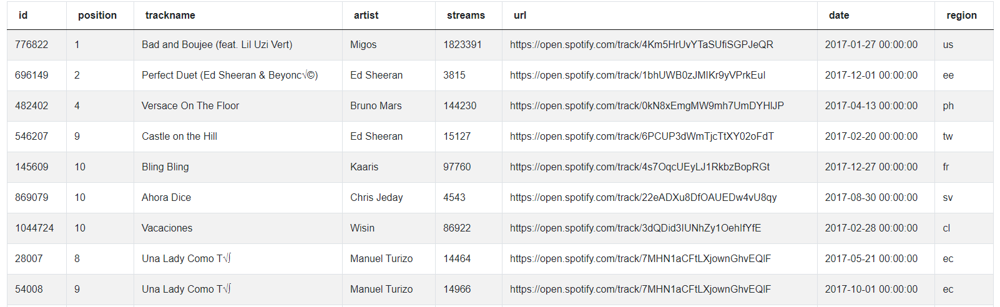 id position trackname artist streams url date region
776822 1 Bad and Boujee (feat. Lil Uzi Vert) Migos 1823391 https://open.spotify.com/track/4Km5HrUvYTaSUfiSGPJeQR 2017-01-27 00:00:00 us
696149 2 Perfect Duet (Ed Sheeran & Beyonc√©) Ed Sheeran 3815 https://open.spotify.com/track/1bhUWB0zJMIKr9yVPrkEuI 2017-12-01 00:00:00 ee
482402 4 Versace On The Floor Bruno Mars 144230 https://open.spotify.com/track/0kN8xEmgMW9mh7UmDYHlJP 2017-04-13 00:00:00 ph
546207 9 Castle on the Hill Ed Sheeran 15127 https://open.spotify.com/track/6PCUP3dWmTjcTtXY02oFdT 2017-02-20 00:00:00 tw
145609 10 Bling Bling Kaaris 97760 https://open.spotify.com/track/4s7OqcUEyLJ1RkbzBopRGt 2017-12-27 00:00:00 fr
869079 10 Ahora Dice Chris Jeday 4543 https://open.spotify.com/track/22eADXu8DfOAUEDw4vU8qy 2017-08-30 00:00:00 sv
1044724 10 Vacaciones Wisin 86922 https://open.spotify.com/track/3dQDid3IUNhZy1OehIfYfE 2017-02-28 00:00:00 cl
28007 8 Una Lady Como T√∫ Manuel Turizo 14464 https://open.spotify.com/track/7MHN1aCFtLXjownGhvEQlF 2017-05-21 00:00:00 ec
54008 9 Una Lady Como T√∫ Manuel Turizo 14966 https://open.spotify.com/track/7MHN1aCFtLXjownGhvEQlF 2017-10-01 00:00:00 ec